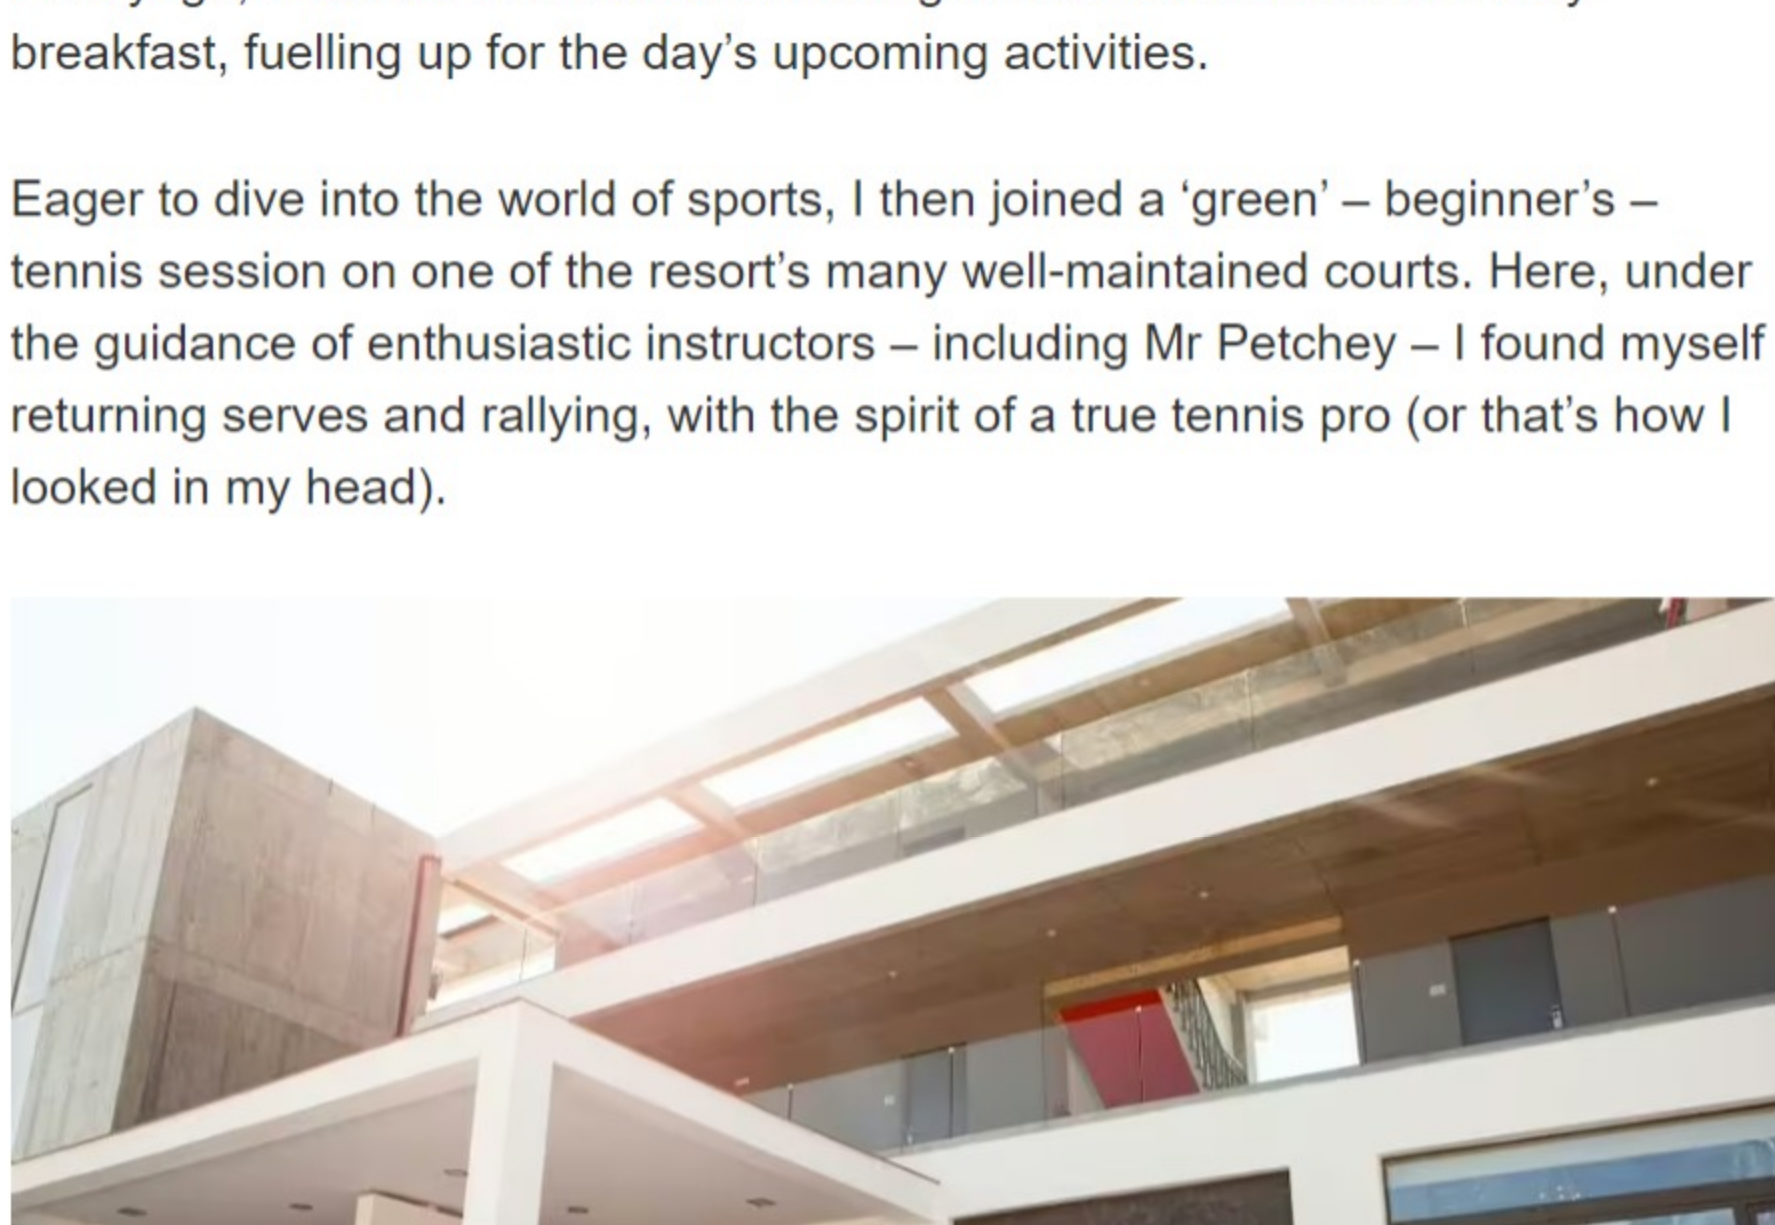 breakfast, fuelling up for the day’s upcoming activities.
Eager to dive into the world of sports, I then joined a ‘green’ – beginner’s –
tennis session on one of the resort’s many well-maintained courts. Here, under
the guidance of enthusiastic instructors – including Mr Petchey – I found myself
returning serves and rallying, with the spirit of a true tennis pro (or that’s how I
looked in my head).